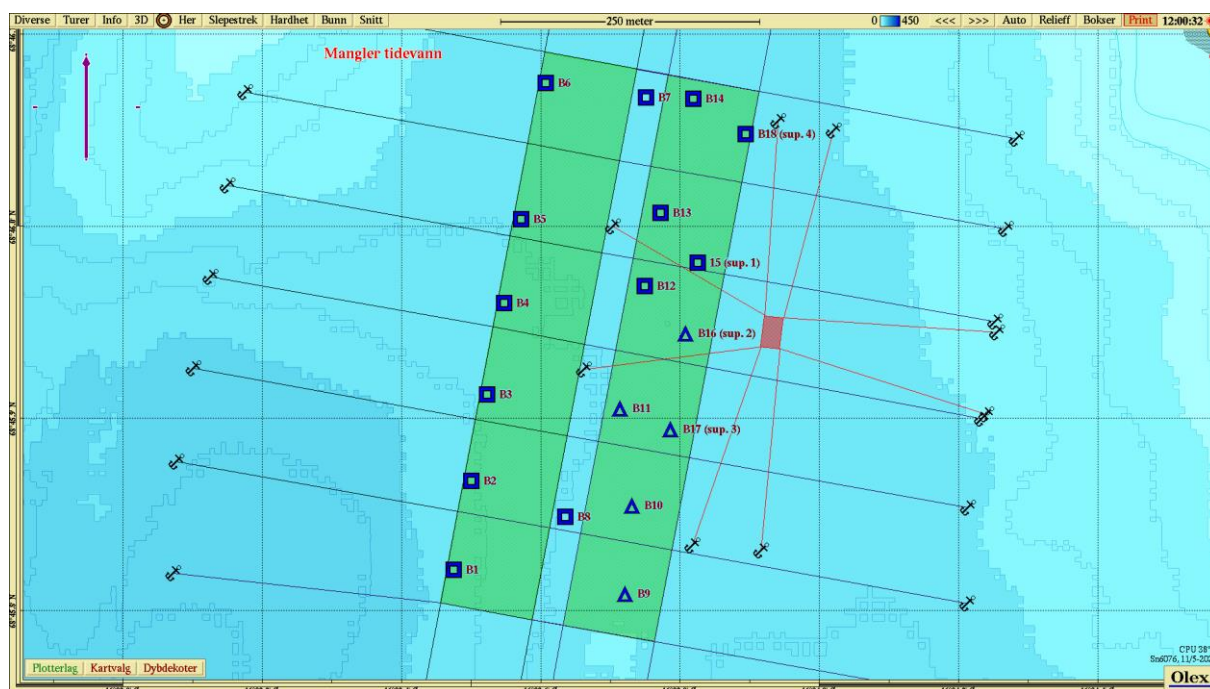 Diverse Turer Info 3D Her Slepestrek Hardhet Bunn Snitt 250 meter 0 450 <<< >>> Auto Relieff Bokser Print 12:00:32
Mangler tidevann
B6
B7
B14
B18 (sup. 4)
B13
B5
15 (sup. 1)
B12
B4
B16 (sup. 2)
B3
B11
B17 (sup. 3)
B2
B10
B8
B1
B9
Plotterlag Kartvalg Dybdekoter
CPU 38°
Olex